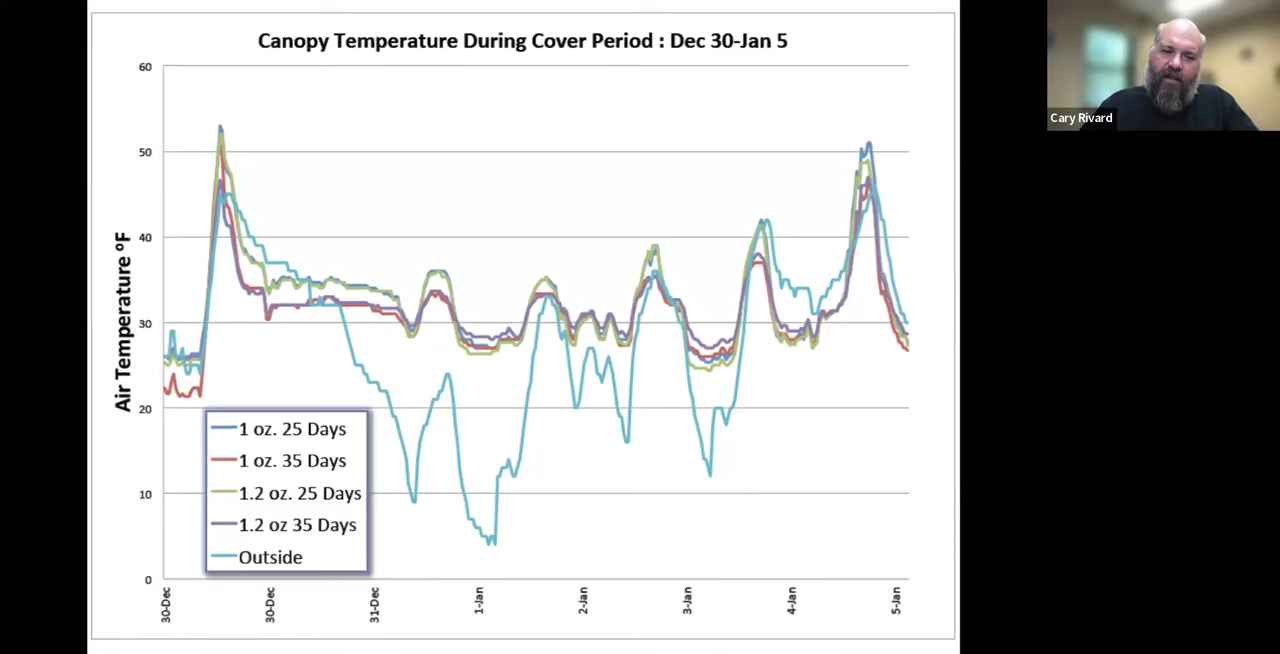 Canopy Temperature During Cover Period : Dec 30-Jan 5
Cary Rivard
Air Temperature ºF
60
50
40
30
20
10
0
1 oz. 25 Days
1 oz. 35 Days
1.2 oz. 25 Days
1.2 oz 35 Days
Outside
30-Dec
30-Dec
31-Dec
1-Jan
2-Jan
3-Jan
4-Jan
5-Jan